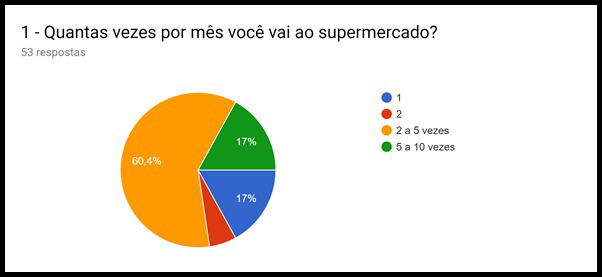 1 - Quantas vezes por mês você vai ao supermercado?
53 respostas
1
2
2 a 5 vezes
5 a 10 vezes
17%
60,4%
17%